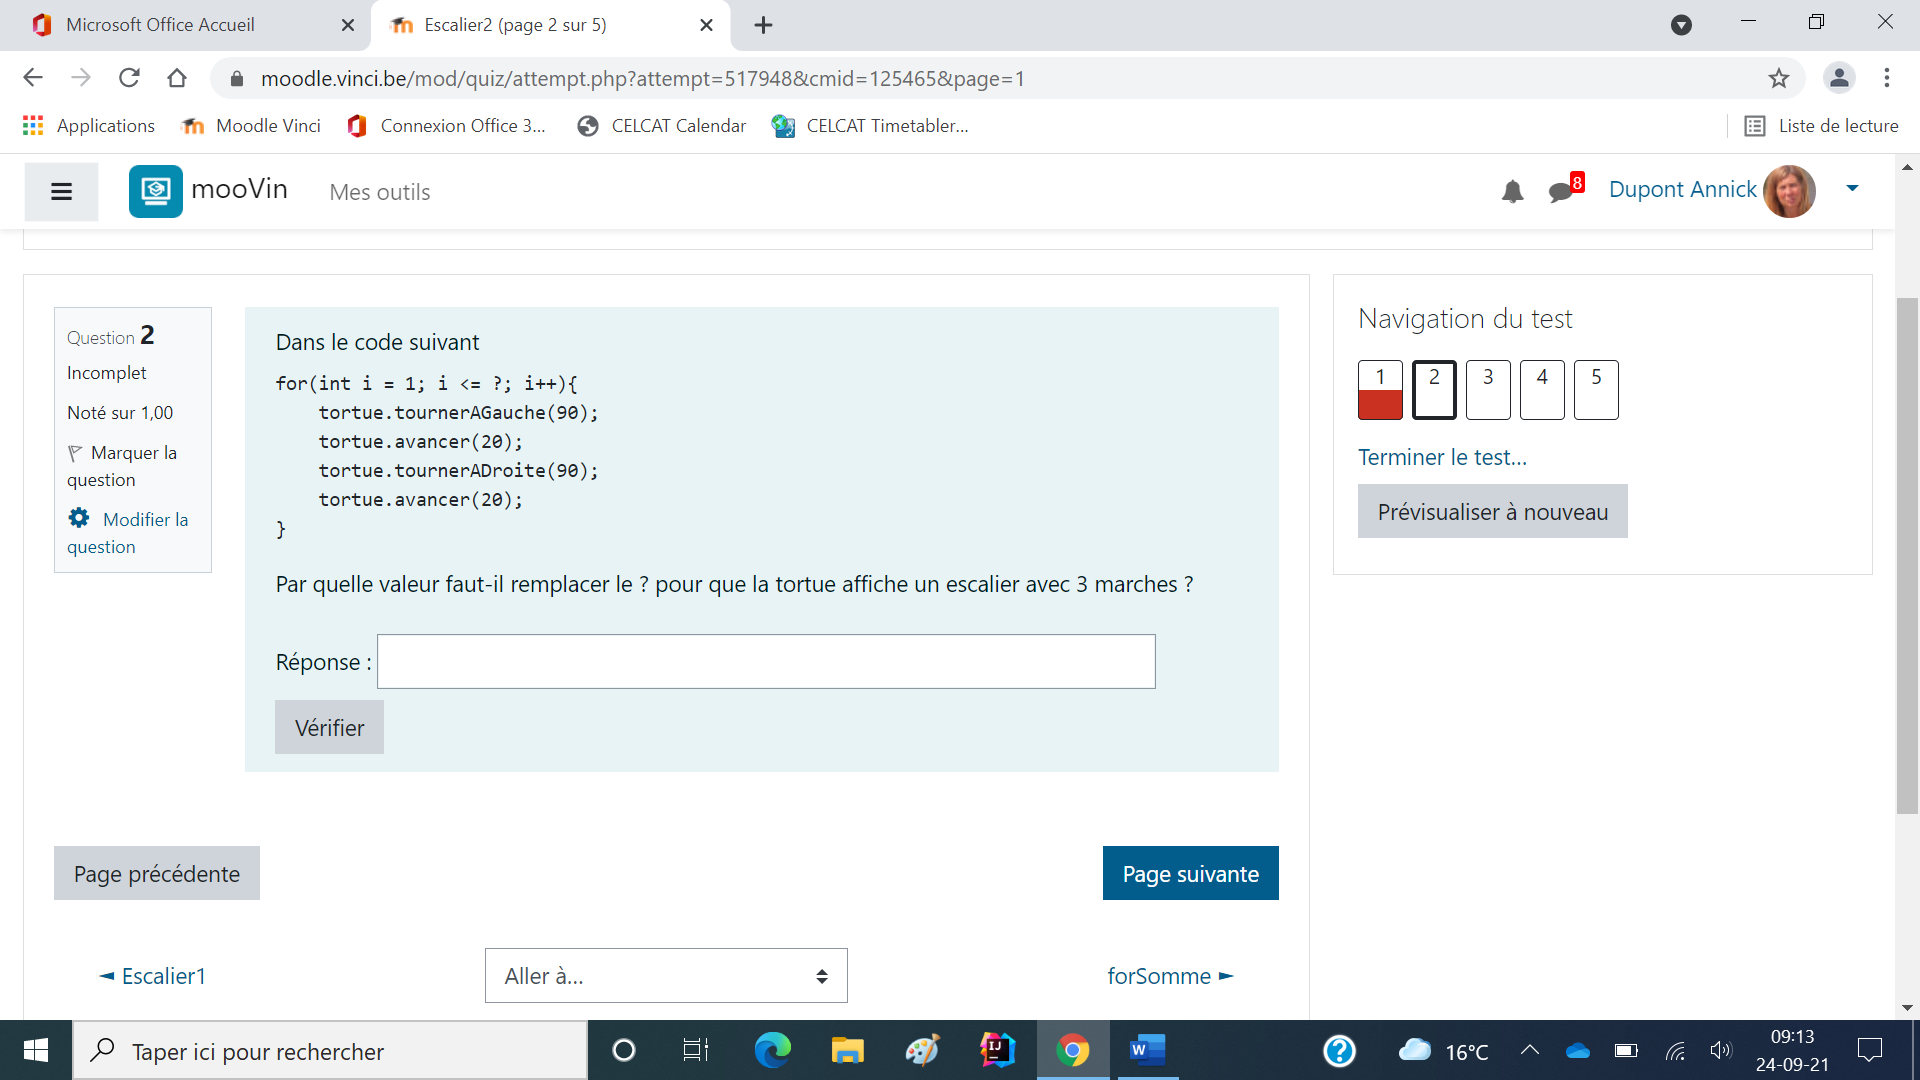 Microsoft Office Accueil
Escalier2 (page 2 sur 5)
moodle.vinci.be/mod/quiz/attempt.php?attempt=517948&cmid=125465&page=1
Applications
Moodle Vinci
Connexion Office 3...
CELCAT Calendar
CELCAT Timetabler...
Liste de lecture
mooVin
Mes outils
8
Dupont Annick
Question 2
Incomplet
Noté sur 1,00
Marquer la
question
Modifier la
question
Dans le code suivant
for(int i = 1; i <= ?; i++){
tortue.tournerAGauche(90);
tortue.avancer(20);
tortue.tournerADroite(90);
tortue.avancer(20);
}
Par quelle valeur faut-il remplacer le ? pour que la tortue affiche un escalier avec 3 marches ?
Réponse :
Vérifier
Navigation du test
1 2 3 4 5
Terminer le test...
Prévisualiser à nouveau
Page précédente
Page suivante
◄ Escalier1
Aller à...
forSomme ►
Taper ici pour rechercher
IJ
W
?
16°C
09:13
24-09-21